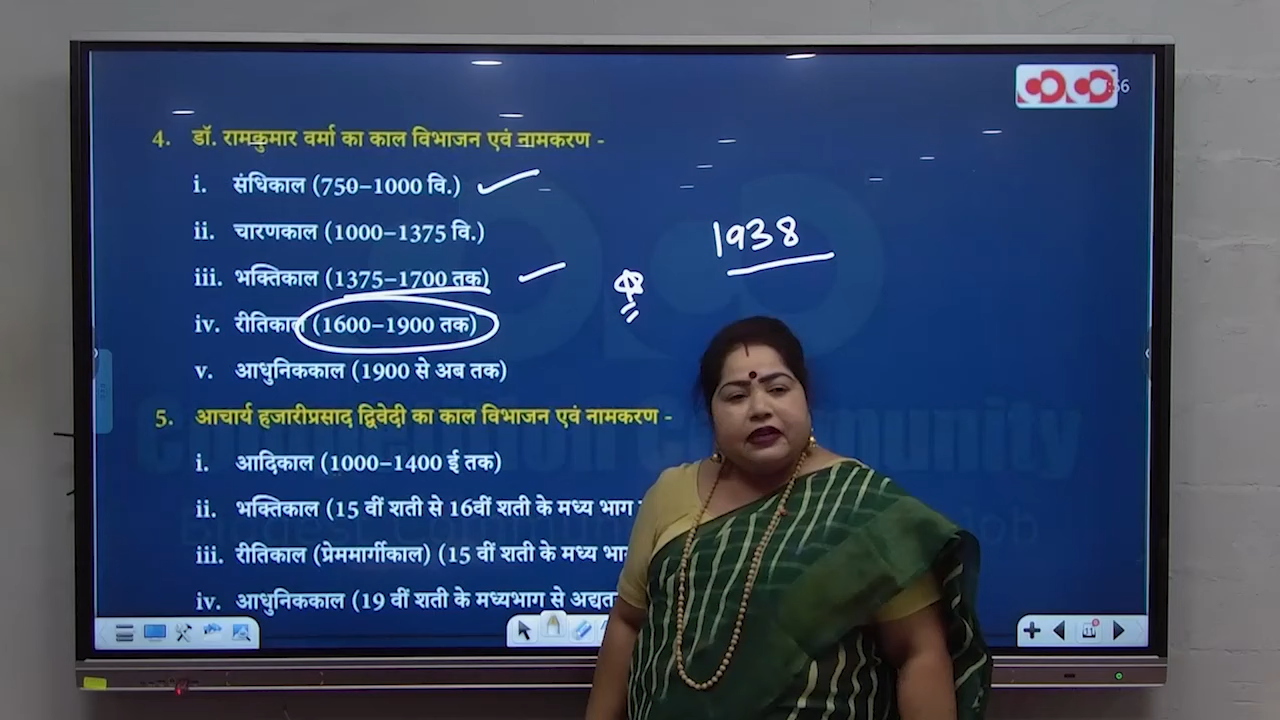 4. डॉ. रामकुमार वर्मा का काल विभाजन एवं नामकरण -
i. संधिकाल (750–1000 वि.)
ii. चारणकाल (1000–1375 वि.)
1938
iii. भक्तिकाल (1375–1700 तक)
iv. रीतिकाल (1600–1900 तक)
v. आधुनिककाल (1900 से अब तक)
5. आचार्य हजारीप्रसाद द्विवेदी का काल विभाजन एवं नामकरण -
i. आदिकाल (1000–1400 ई तक)
ii. भक्तिकाल (15 वीं शती से 16वीं शती के मध्य भाग
iii. रीतिकाल (प्रेममार्गीकाल) (15 वीं शती के मध्य
iv. आधुनिककाल (19 वीं शती के मध्यभाग से